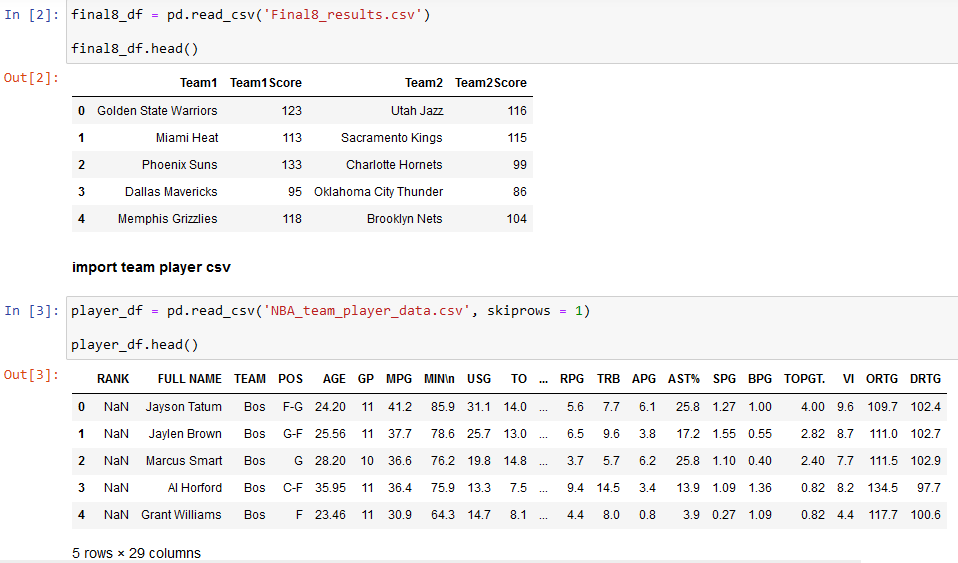 In [2]: final8_df = pd.read_csv('Final8_results.csv')
final8_df.head()
Out[2]:
Team1 Team1Score Team2 Team2Score
0 Golden State Warriors 123 Utah Jazz 116
1 Miami Heat 113 Sacramento Kings 115
2 Phoenix Suns 133 Charlotte Hornets 99
3 Dallas Mavericks 95 Oklahoma City Thunder 86
4 Memphis Grizzlies 118 Brooklyn Nets 104
import team player csv
In [3]: player_df = pd.read_csv('NBA_team_player_data.csv', skiprows = 1)
player_df.head()
Out[3]:
RANK FULL NAME TEAM POS AGE GP MPG MIN\n USG TO ... RPG TRB APG AST% SPG BPG TOPGT. VI ORTG DRTG
0 NaN Jayson Tatum Bos F-G 24.20 11 41.2 85.9 31.1 14.0 ... 5.6 7.7 6.1 25.8 1.27 1.00 4.00 9.6 109.7 102.4
1 NaN Jaylen Brown Bos G-F 25.56 11 37.7 78.6 25.7 13.0 ... 6.5 9.6 3.8 17.2 1.55 0.55 2.82 8.7 111.0 102.7
2 NaN Marcus Smart Bos G 28.20 10 36.6 76.2 19.8 14.8 ... 3.7 5.7 6.2 25.8 1.10 0.40 2.40 7.7 111.5 102.9
3 NaN Al Horford Bos C-F 35.95 11 36.4 75.9 13.3 7.5 ... 9.4 14.5 3.4 13.9 1.09 1.36 0.82 8.2 134.5 97.7
4 NaN Grant Williams Bos F 23.46 11 30.9 64.3 14.7 8.1 ... 4.4 8.0 0.8 3.9 0.27 1.09 0.82 4.4 117.7 100.6
5 rows × 29 columns